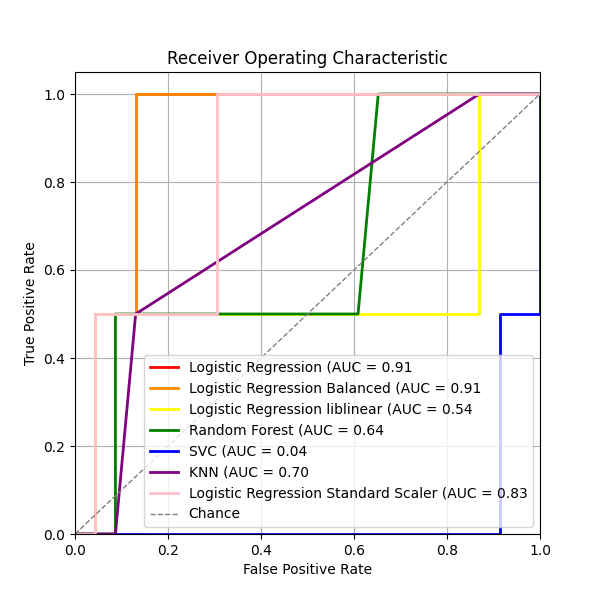 Receiver Operating Characteristic
True Positive Rate
1.0
0.8
0.6
0.4
0.2
0.0
Logistic Regression (AUC = 0.91
Logistic Regression Balanced (AUC = 0.91
Logistic Regression liblinear (AUC = 0.54
Random Forest (AUC = 0.64
SVC (AUC = 0.04
KNN (AUC = 0.70
Logistic Regression Standard Scaler (AUC = 0.83
Chance
0.0 0.2 0.4 0.6 0.8 1.0
False Positive Rate